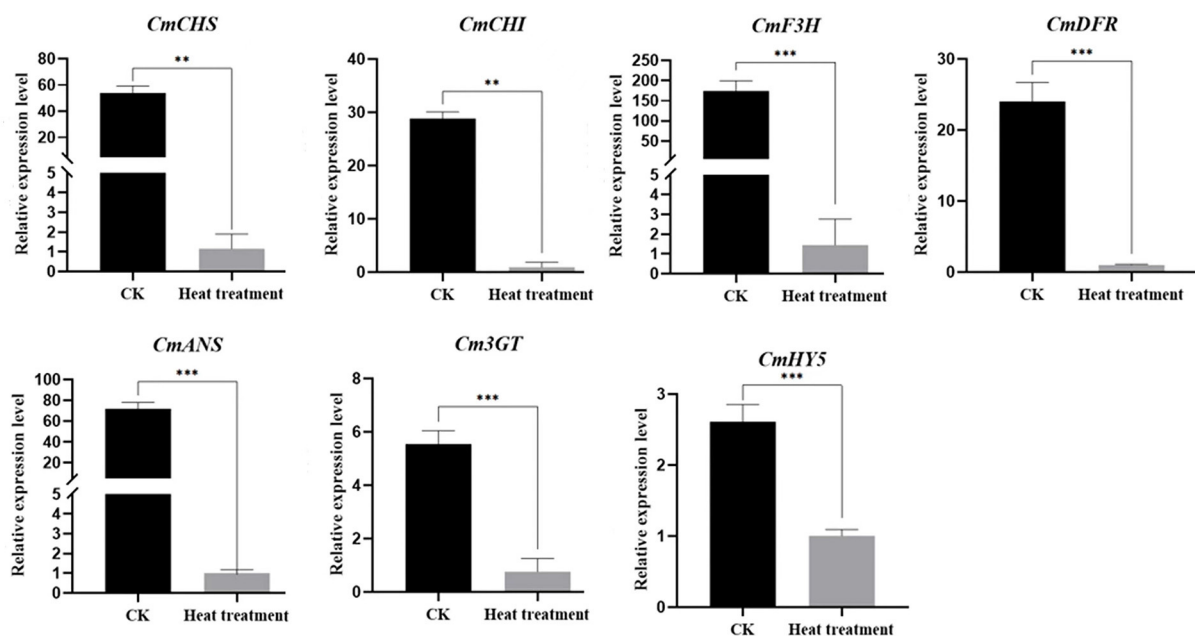 CmCHS
Relative expression level
80
60
40
20
5
4
3
2
1
0
**
CK
Heat treatment
CmCHI
Relative expression level
40
30
20
10
0
**
CK
Heat treatment
CmF3H
Relative expression level
250
200
150
100
50
5
4
3
2
1
0
***
CK
Heat treatment
CmDFR
Relative expression level
30
20
10
0
***
CK
Heat treatment
CmANS
Relative expression level
100
80
60
40
20
5
4
3
2
1
0
***
CK
Heat treatment
Cm3GT
Relative expression level
8
6
4
2
0
***
CK
Heat treatment
CmHY5
Relative expression level
3
2
1
0
***
CK
Heat treatment